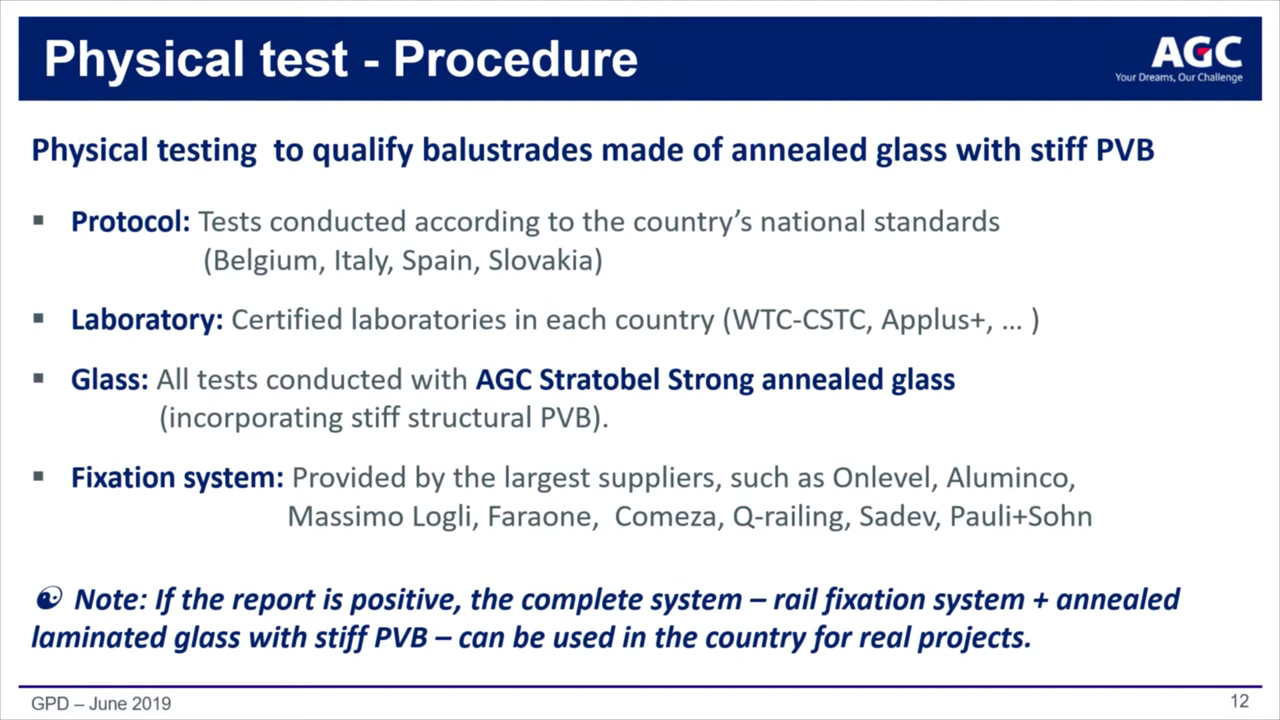 Physical test - Procedure
AGC
Your Dreams, Our Challenge
Physical testing  to qualify balustrades made of annealed glass with stiff PVB
▪ Protocol: Tests conducted according to the country’s national standards
(Belgium, Italy, Spain, Slovakia)
▪ Laboratory: Certified laboratories in each country (WTC-CSTC, Applus+, … )
▪ Glass: All tests conducted with AGC Stratobel Strong annealed glass
(incorporating stiff structural PVB).
▪ Fixation system: Provided by the largest suppliers, such as Onlevel, Aluminco,
Massimo Logli, Faraone,  Comeza, Q-railing, Sadev, Pauli+Sohn
☯ Note: If the report is positive, the complete system – rail fixation system + annealed
laminated glass with stiff PVB – can be used in the country for real projects.
GPD – June 2019
12